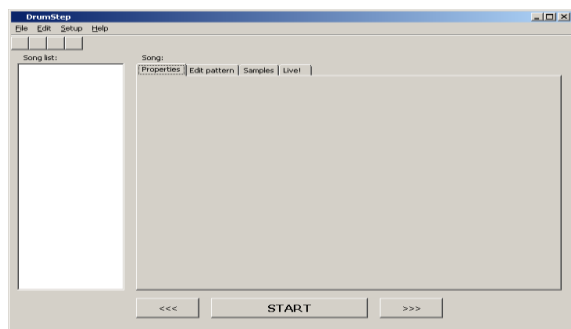 DrumStep
File Edit Setup Help
Song list:
Song:
Properties Edit pattern Samples Live!
<<< START >>>